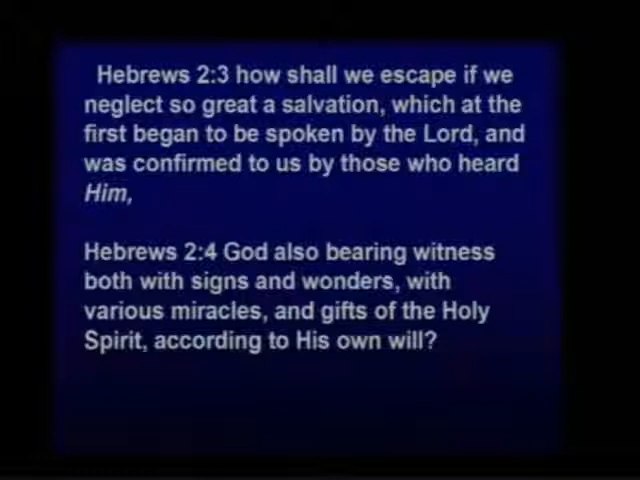 Hebrews 2:3 how shall we escape if we
neglect so great a salvation, which at the
first began to be spoken by the Lord, and
was confirmed to us by those who heard
Him,
Hebrews 2:4 God also bearing witness
both with signs and wonders, with
various miracles, and gifts of the Holy
Spirit, according to His own will?